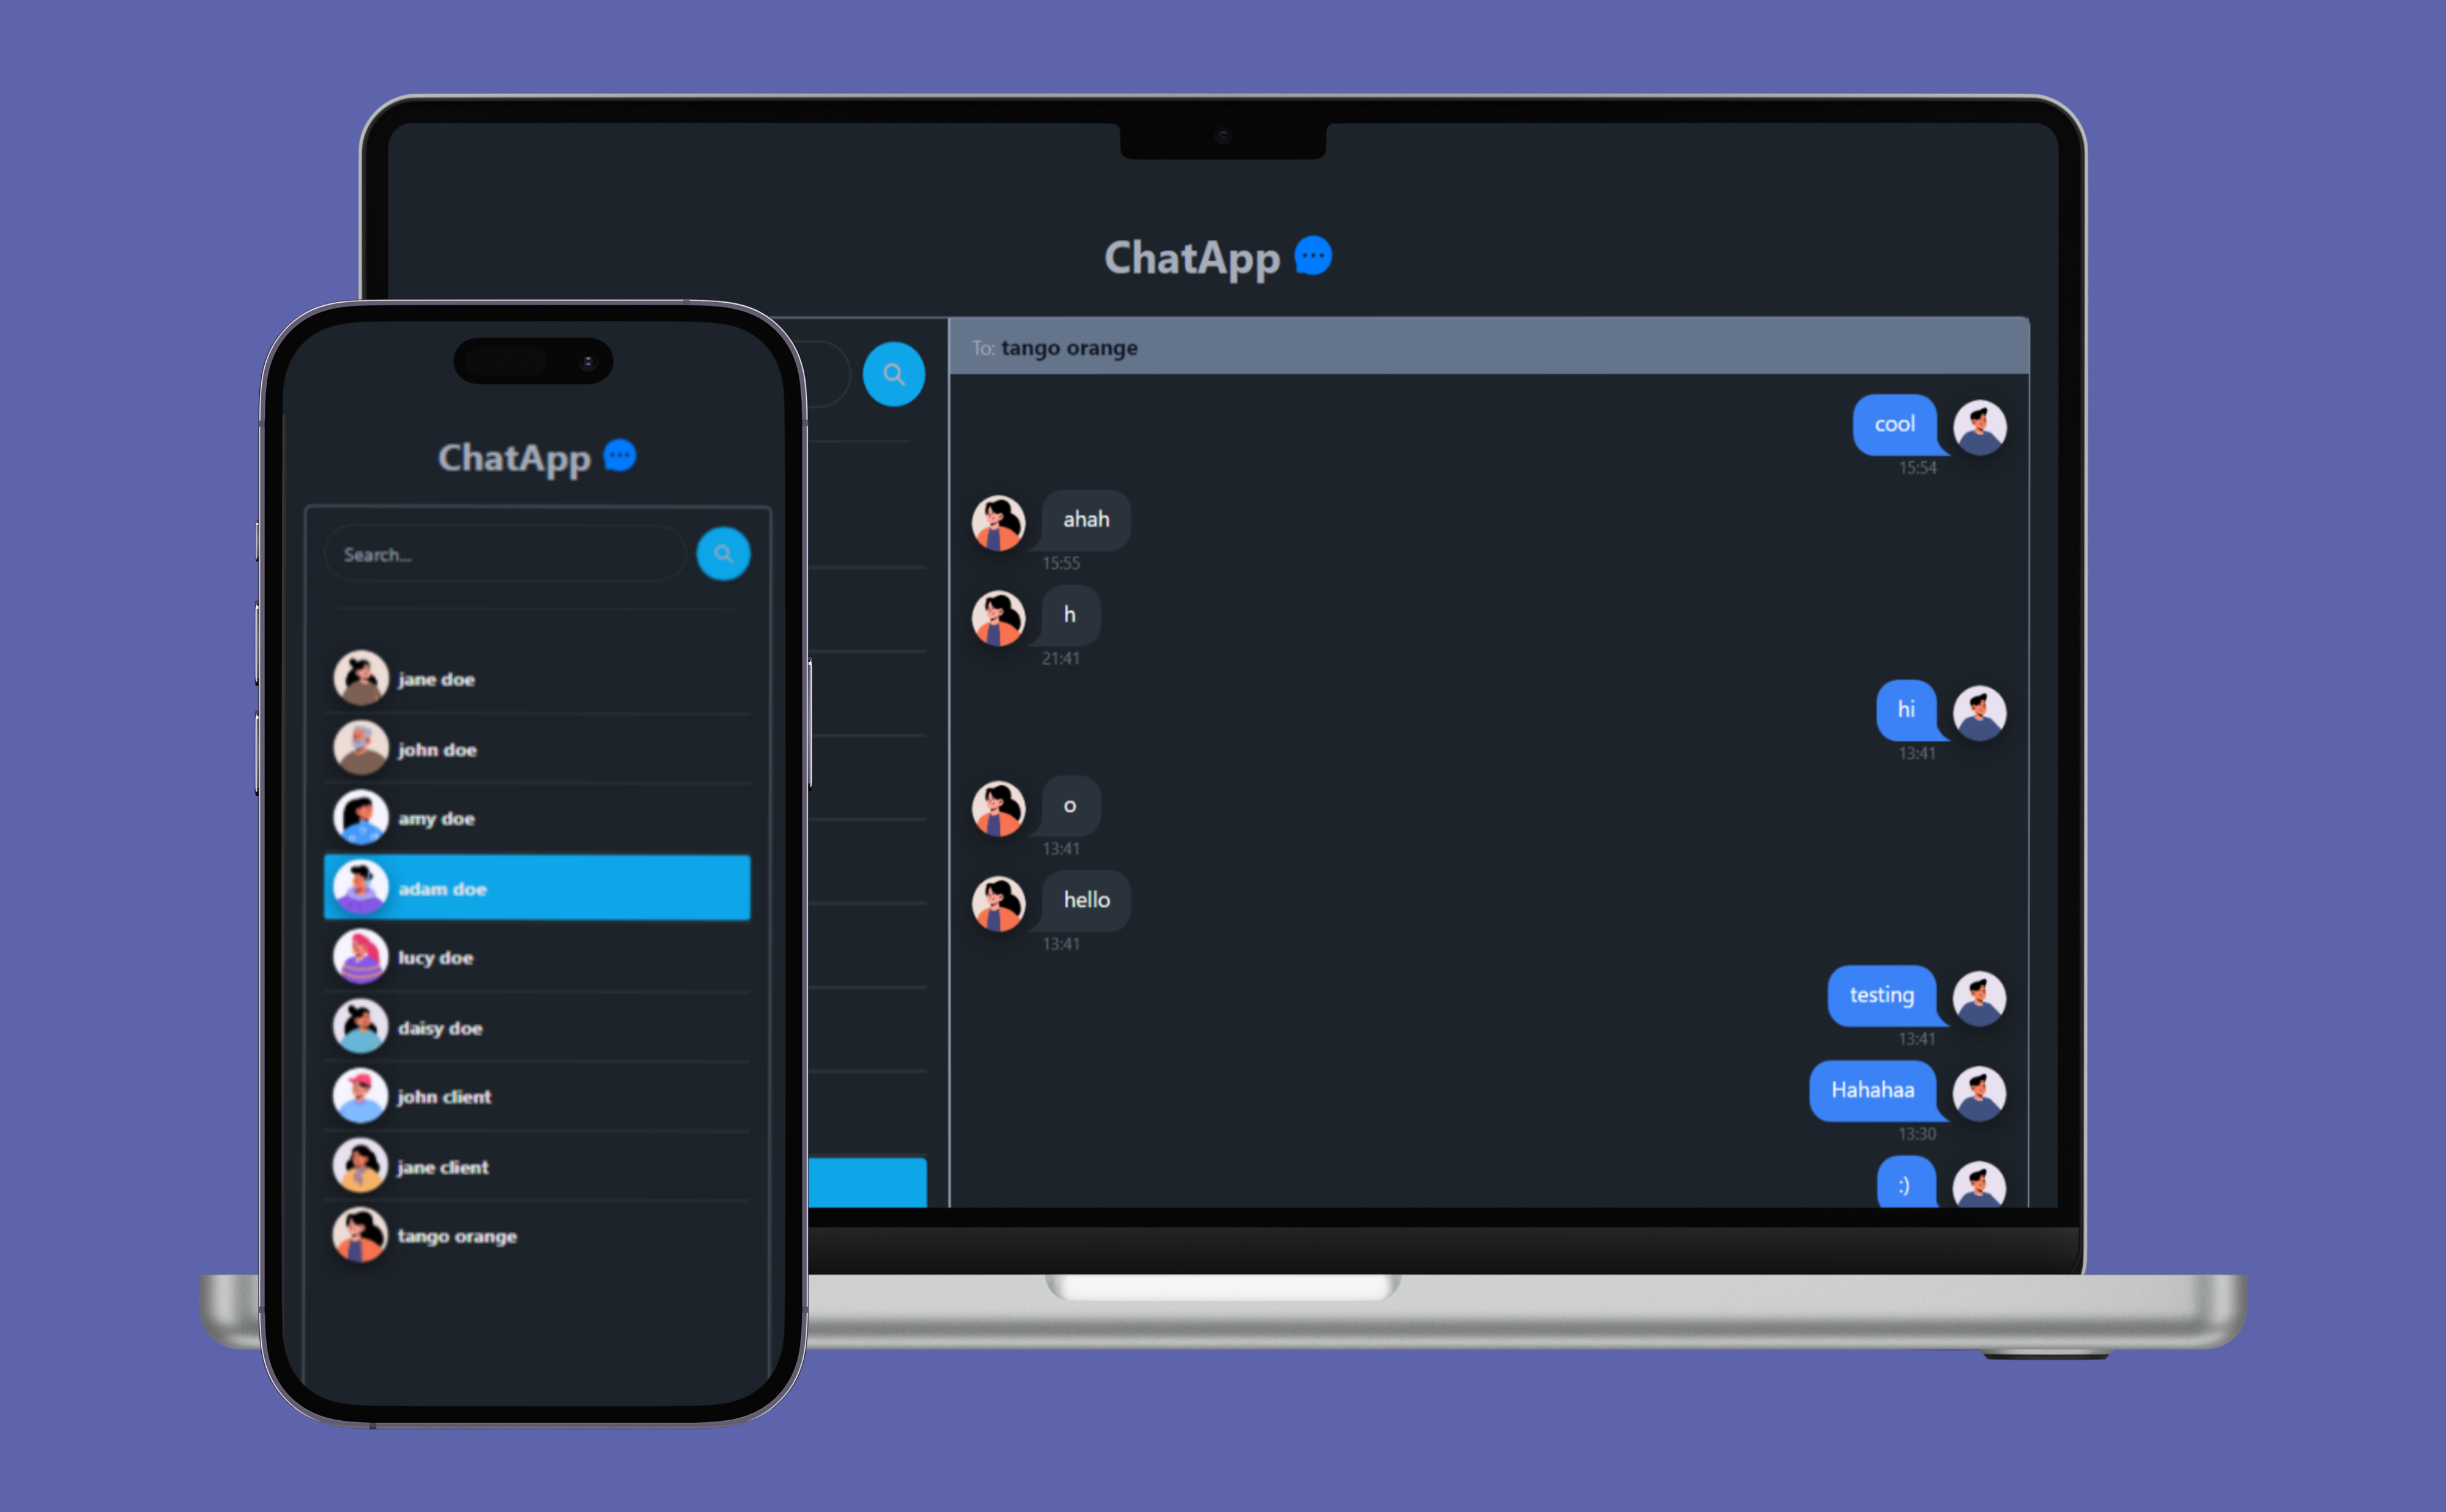 ChatApp
To: tango orange
cool
15:54
ahah
15:55
h
21:41
hi
13:41
o
13:41
hello
13:41
testing
13:41
Hahahaa
13:30
:)
ChatApp
Search...
jane doe
john doe
amy doe
adam doe
lucy doe
daisy doe
john client
jane client
tango orange